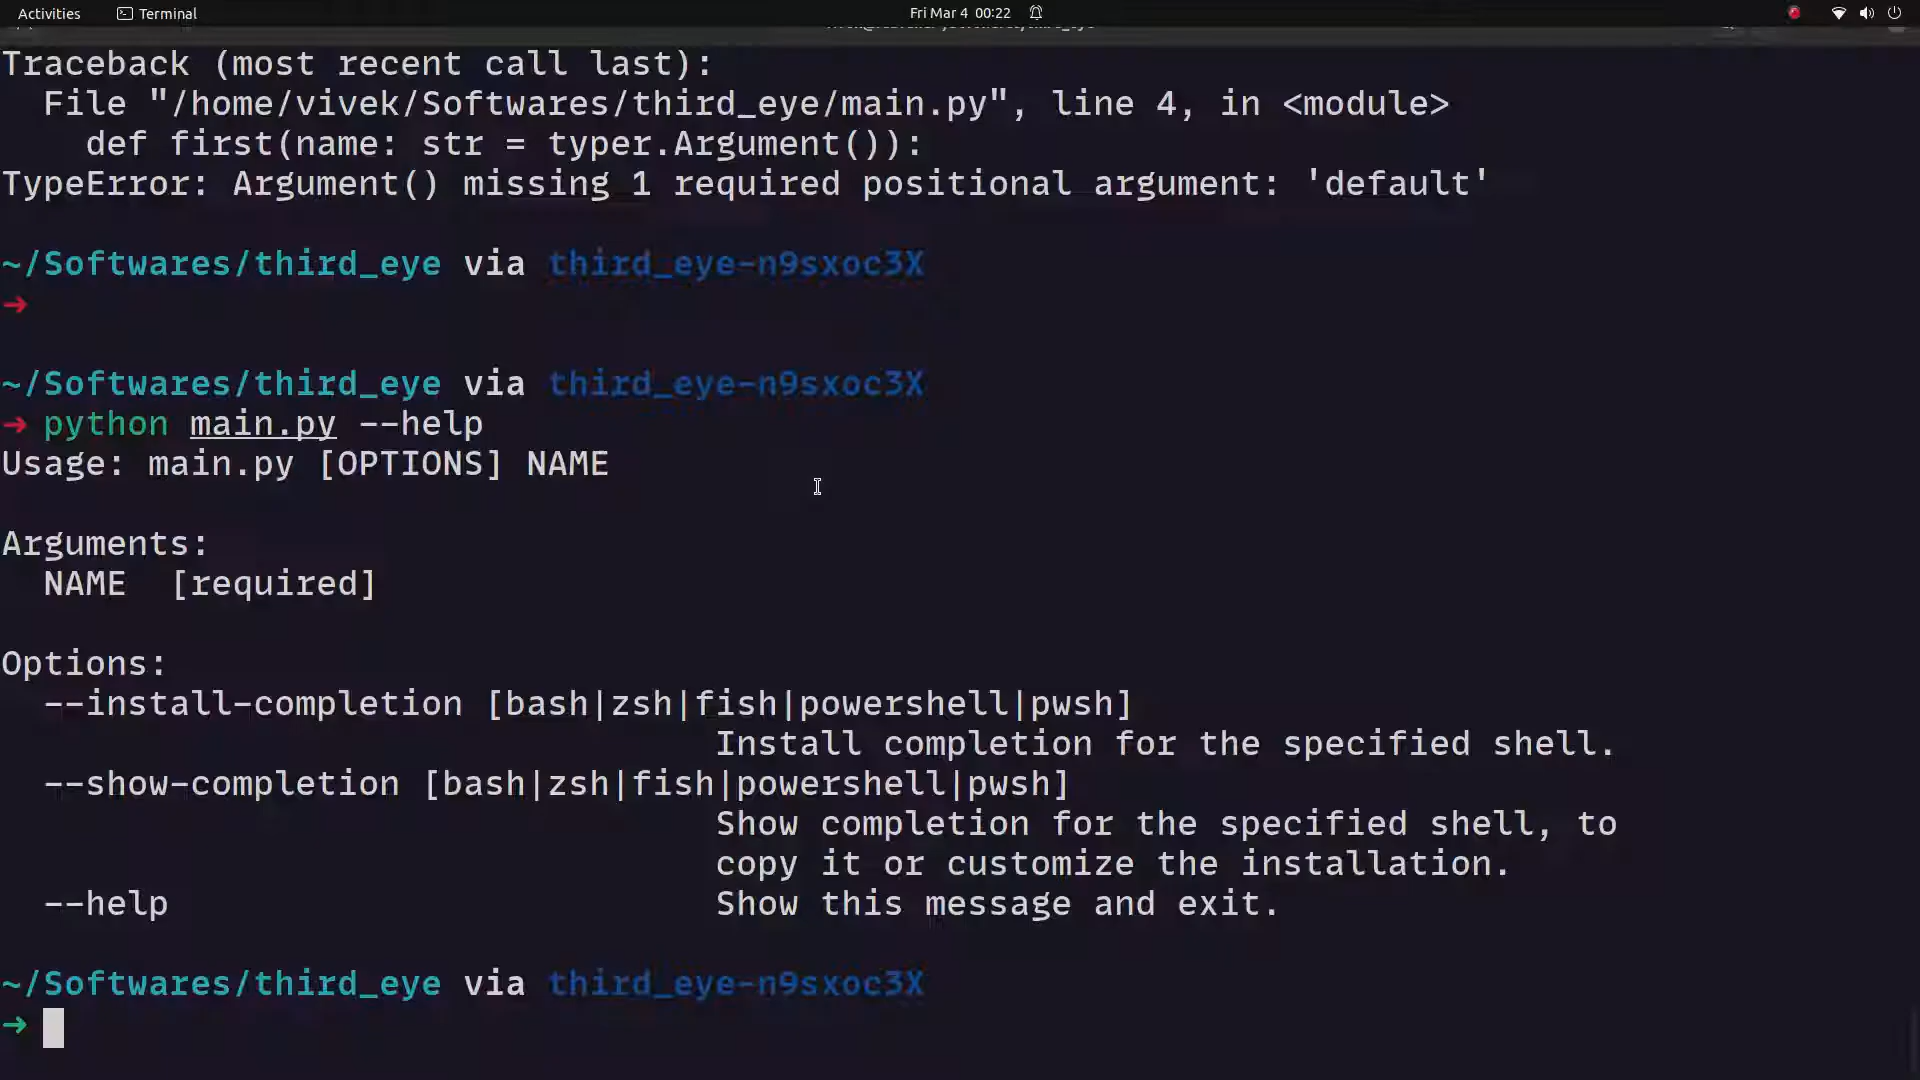 Activities
Terminal
Fri Mar 4 00:22
Traceback (most recent call last):
  File "/home/vivek/Softwares/third_eye/main.py", line 4, in <module>
    def first(name: str = typer.Argument()):
TypeError: Argument() missing 1 required positional argument: 'default'
~/Softwares/third_eye via third_eye-n9sxoc3X
➜
~/Softwares/third_eye via third_eye-n9sxoc3X
➜ python main.py --help
Usage: main.py [OPTIONS] NAME
Arguments:
  NAME  [required]
Options:
  --install-completion [bash|zsh|fish|powershell|pwsh]
                                  Install completion for the specified shell.
  --show-completion [bash|zsh|fish|powershell|pwsh]
                                  Show completion for the specified shell, to
                                  copy it or customize the installation.
  --help                          Show this message and exit.
~/Softwares/third_eye via third_eye-n9sxoc3X
➜